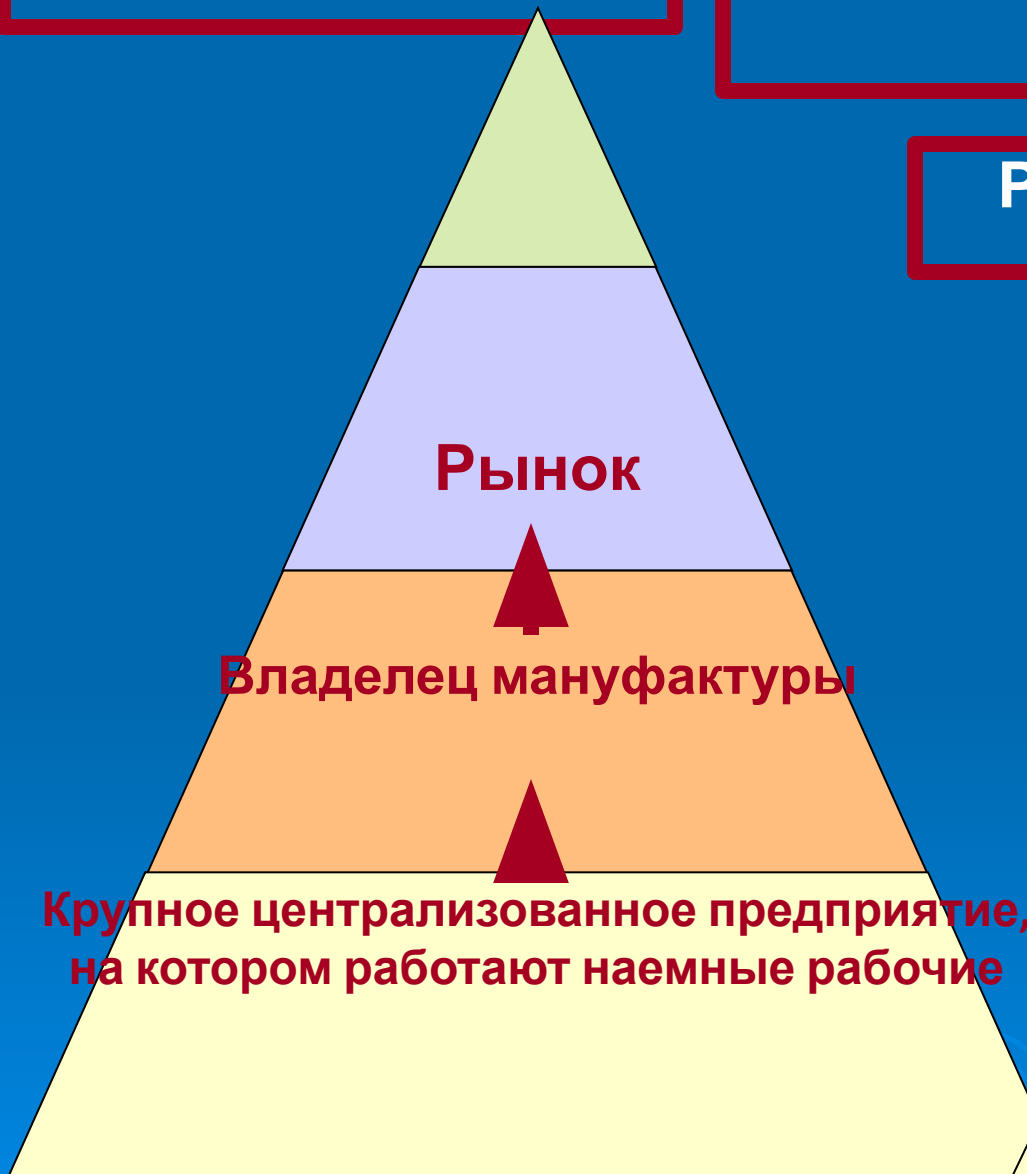 Р
Рынок
Владелец мануфактуры
Крупное централизованное предприятие,
на котором работают наемные рабочие